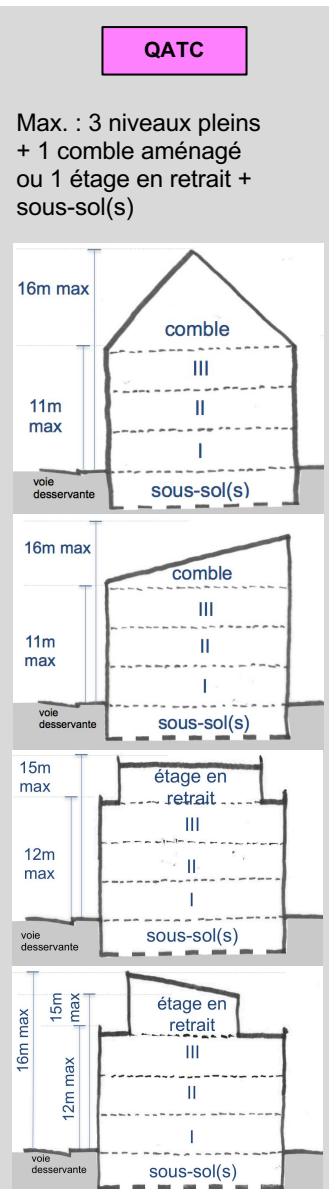 QATC
Max. : 3 niveaux pleins
+ 1 comble aménagé
ou 1 étage en retrait +
sous-sol(s)
16m max
comble
III
11m
max
II
I
voie
desservante
sous-sol(s)
16m max
comble
III
11m
max
II
I
voie
desservante
sous-sol(s)
15m
max
étage en
retrait
III
12m
max
II
I
voie
desservante
sous-sol(s)
16m max
15m
max
12m max
étage en
retrait
III
II
I
voie
desservante
sous-sol(s)